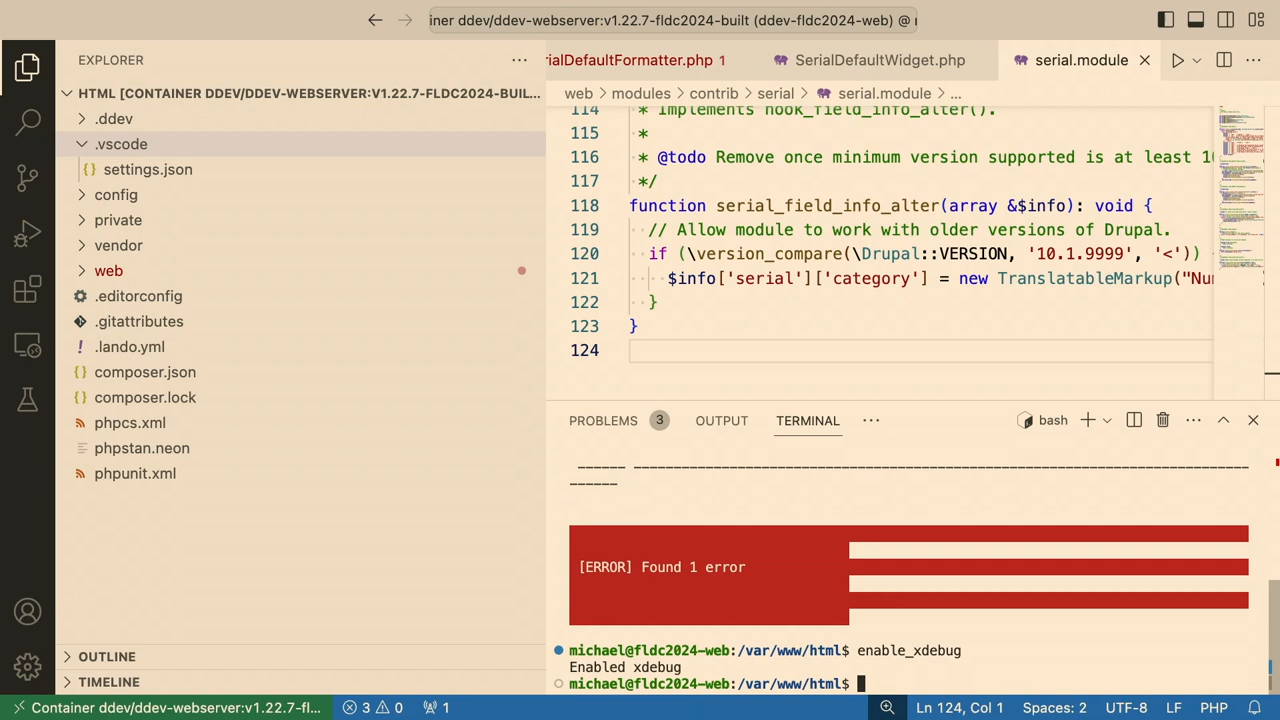 iner ddev/ddev-webserver:v1.22.7-fldc2024-built (ddev-fldc2024-web) @
EXPLORER
HTML [CONTAINER DDEV/DDEV-WEBSERVER:V1.22.7-FLDC2024-BUIL...
.ddev
.vscode
settings.json
config
private
vendor
web
.editorconfig
.gitattributes
.lando.yml
composer.json
composer.lock
phpcs.xml
phpstan.neon
phpunit.xml
OUTLINE
TIMELINE
rialDefaultFormatter.php 1 SerialDefaultWidget.php serial.module
web > modules > contrib > serial > serial.module > ...
114 * Implements hook_field_info_alter().
115 *
116 * @todo Remove once minimum version supported is at least 10
117 */
118 function serial_field_info_alter(array &$info): void {
119 // Allow module to work with older versions of Drupal.
120 if (\version_compare(\Drupal::VERSION, '10.1.9999', '<'))
121 $info['serial']['category'] = new TranslatableMarkup("Nu
122 }
123 }
124
PROBLEMS 3 OUTPUT TERMINAL ... bash
[ERROR] Found 1 error
michael@fldc2024-web:/var/www/html$ enable_xdebug
Enabled xdebug
michael@fldc2024-web:/var/www/html$
Container ddev/ddev-webserver:v1.22.7-fl... 3 0 1 Ln 124, Col 1 Spaces: 2 UTF-8 LF PHP